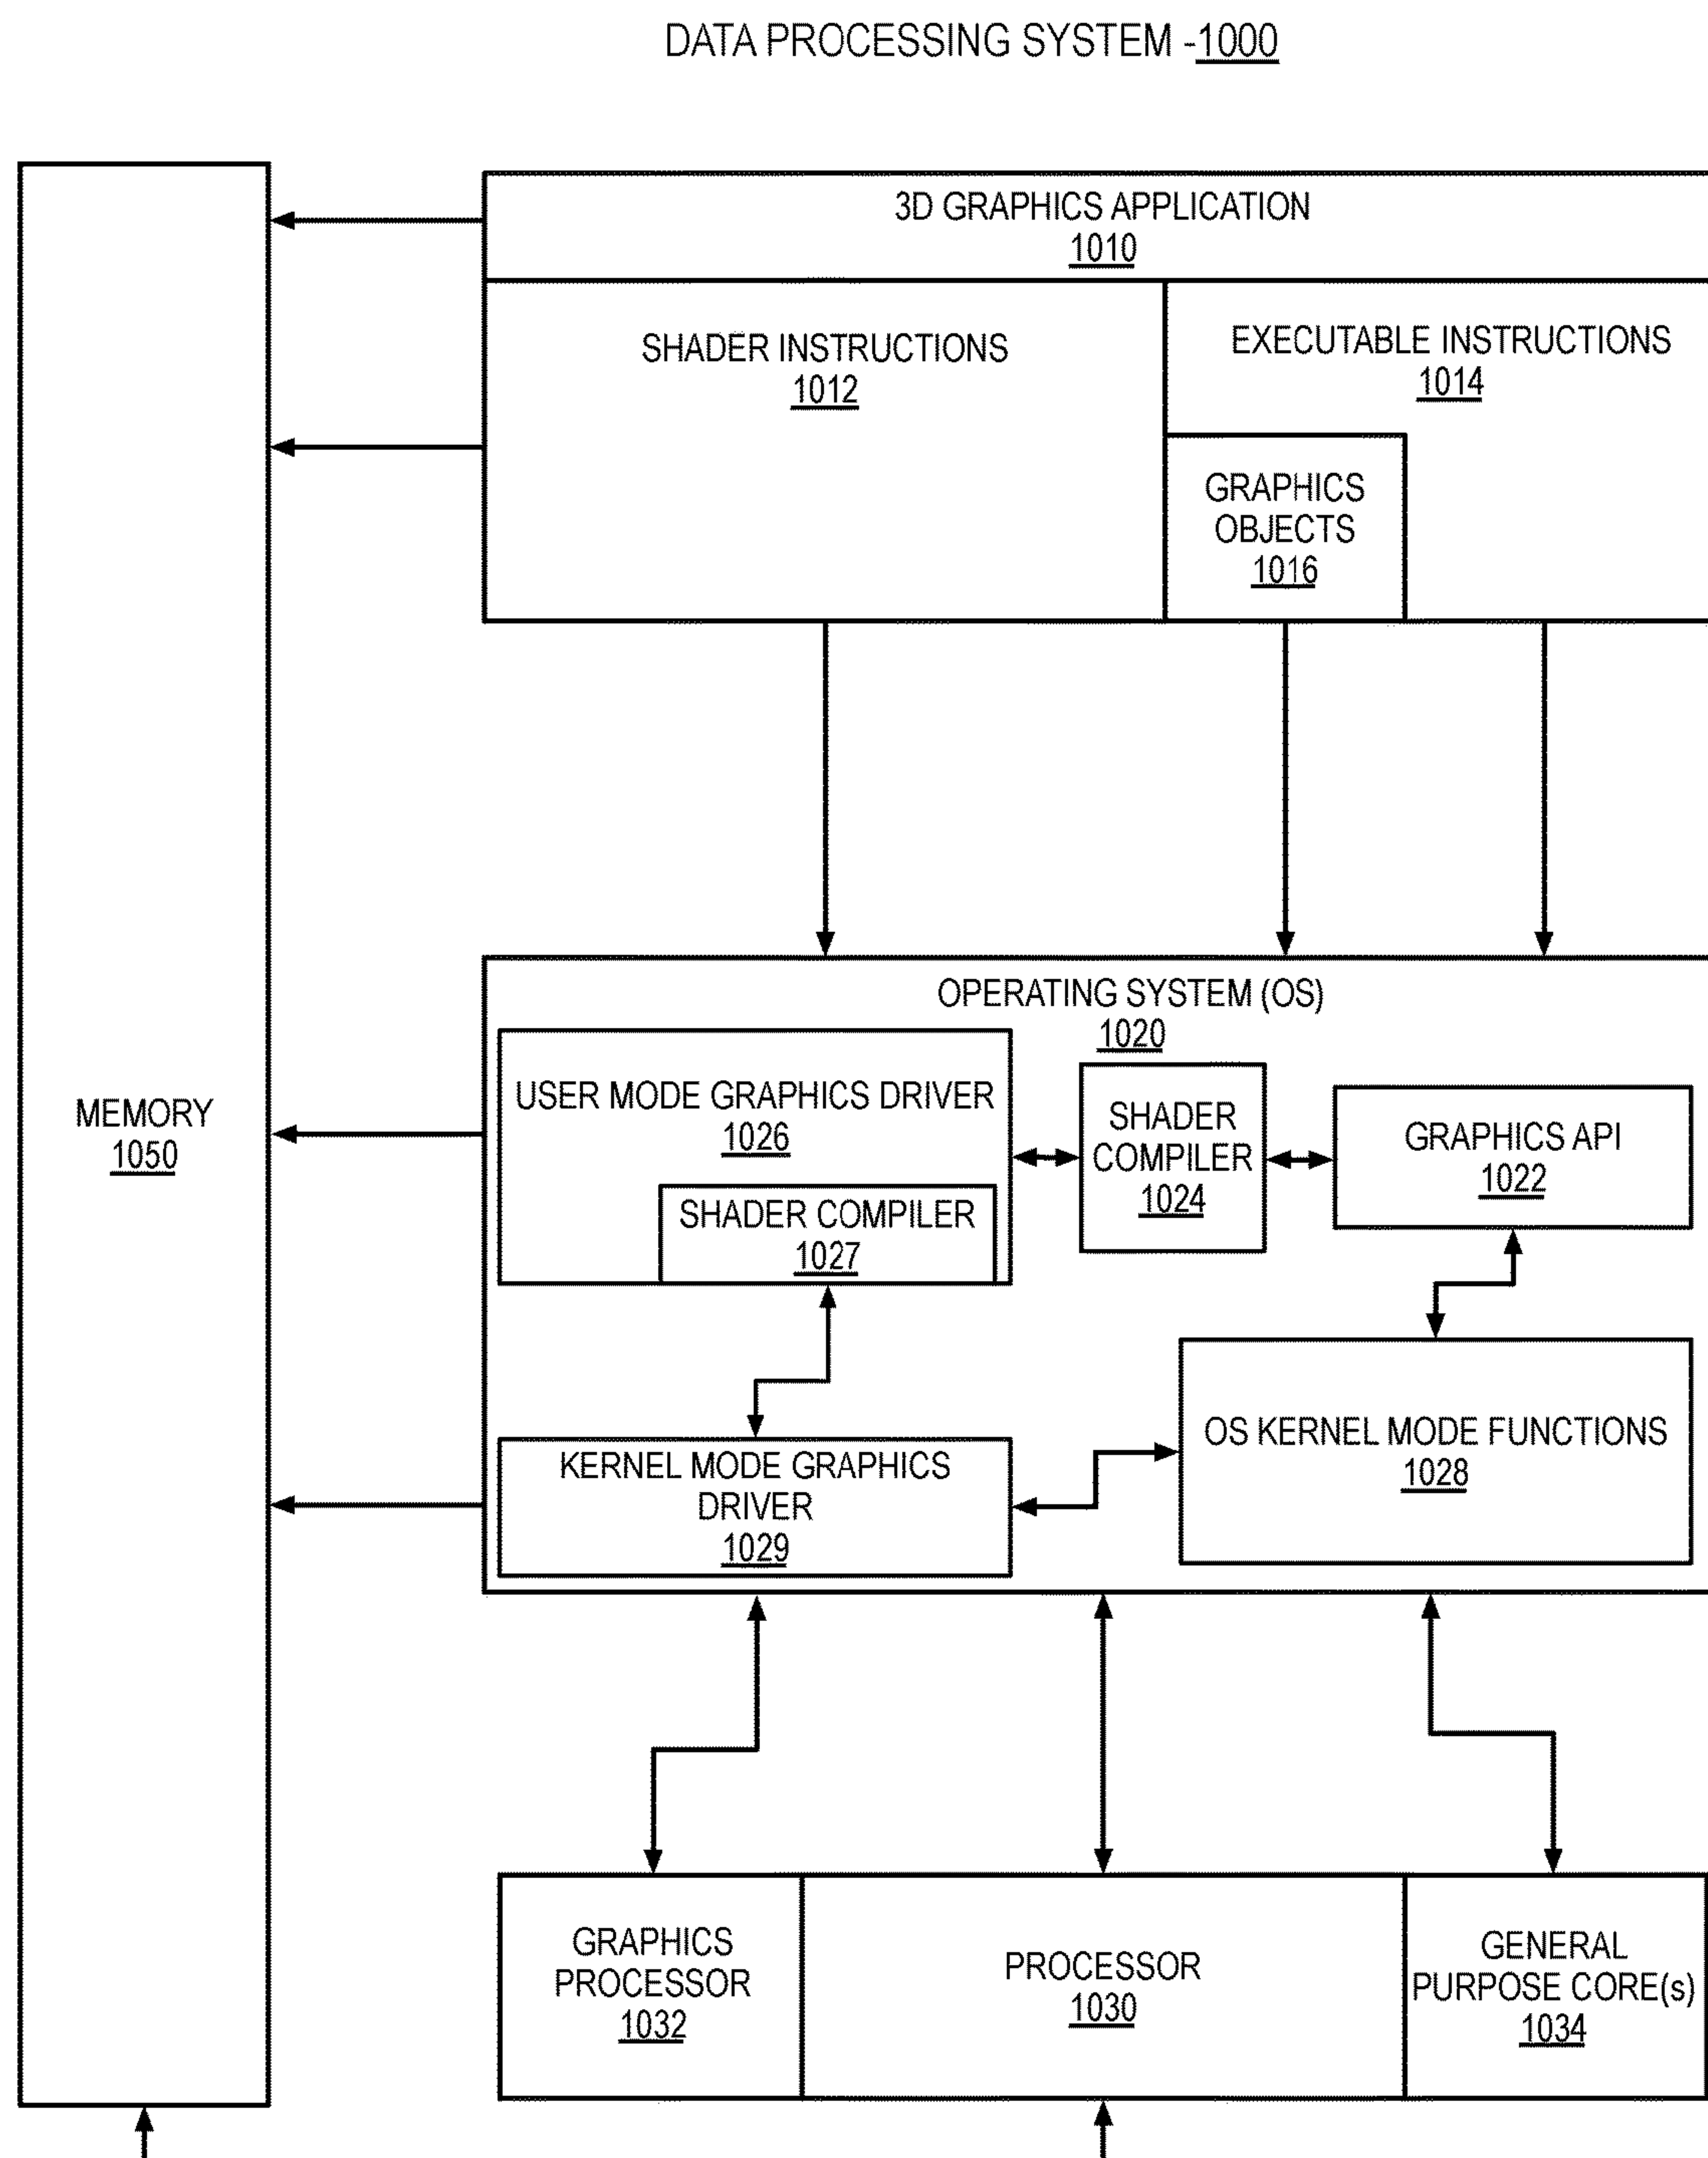 DATA PROCESSING SYSTEM -1000
3D GRAPHICS APPLICATION
1010
SHADER INSTRUCTIONS
1012
EXECUTABLE INSTRUCTIONS
1014
GRAPHICS
OBJECTS
1016
MEMORY
1050
OPERATING SYSTEM (OS)
1020
USER MODE GRAPHICS DRIVER
1026
SHADER COMPILER
1027
SHADER
COMPILER
1024
GRAPHICS API
1022
KERNEL MODE GRAPHICS
DRIVER
1029
OS KERNEL MODE FUNCTIONS
1028
GRAPHICS
PROCESSOR
1032
PROCESSOR
1030
GENERAL
PURPOSE CORE(s)
1034